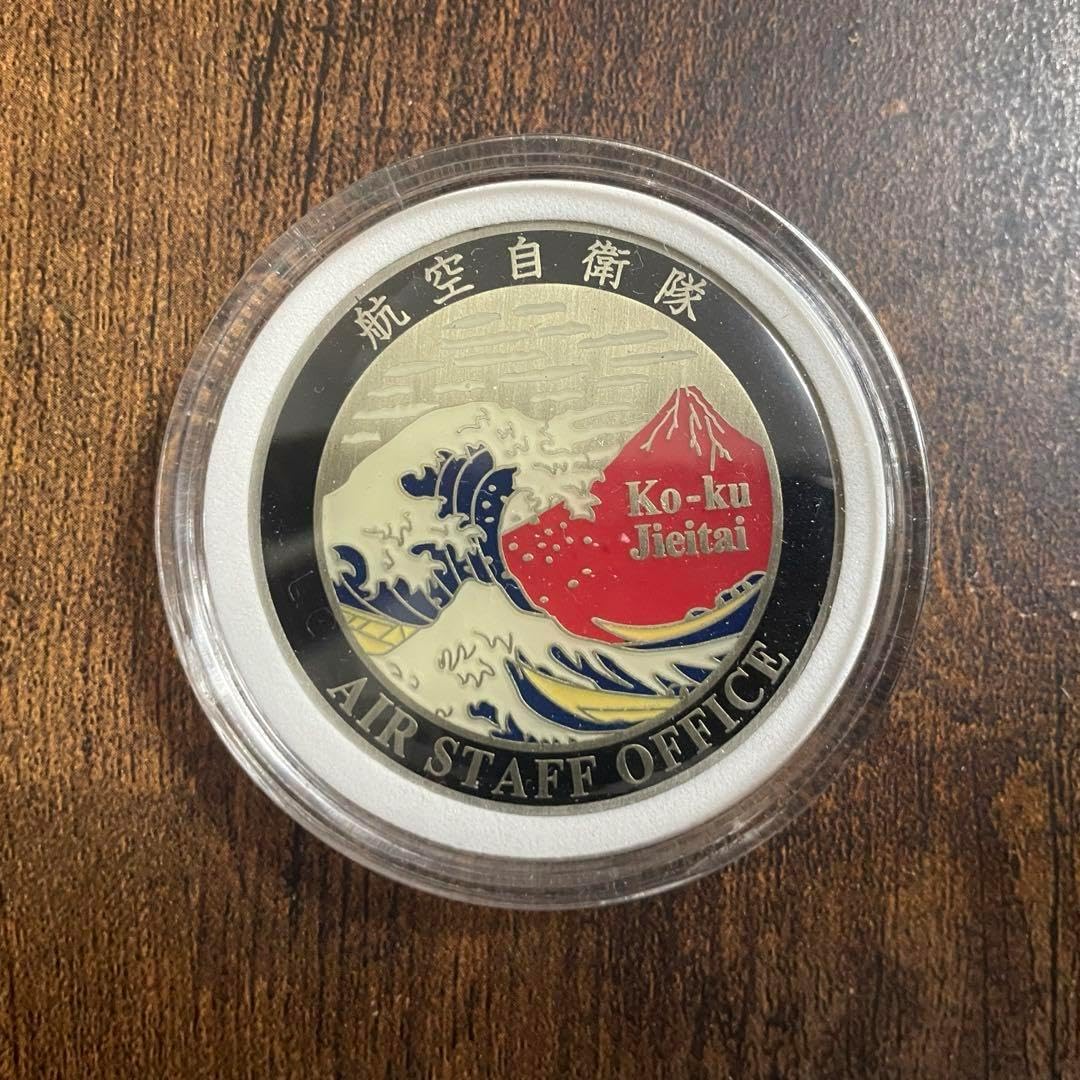 航空自衛隊
Ko-ku
Jieitai
AIR STAFF OFFICE